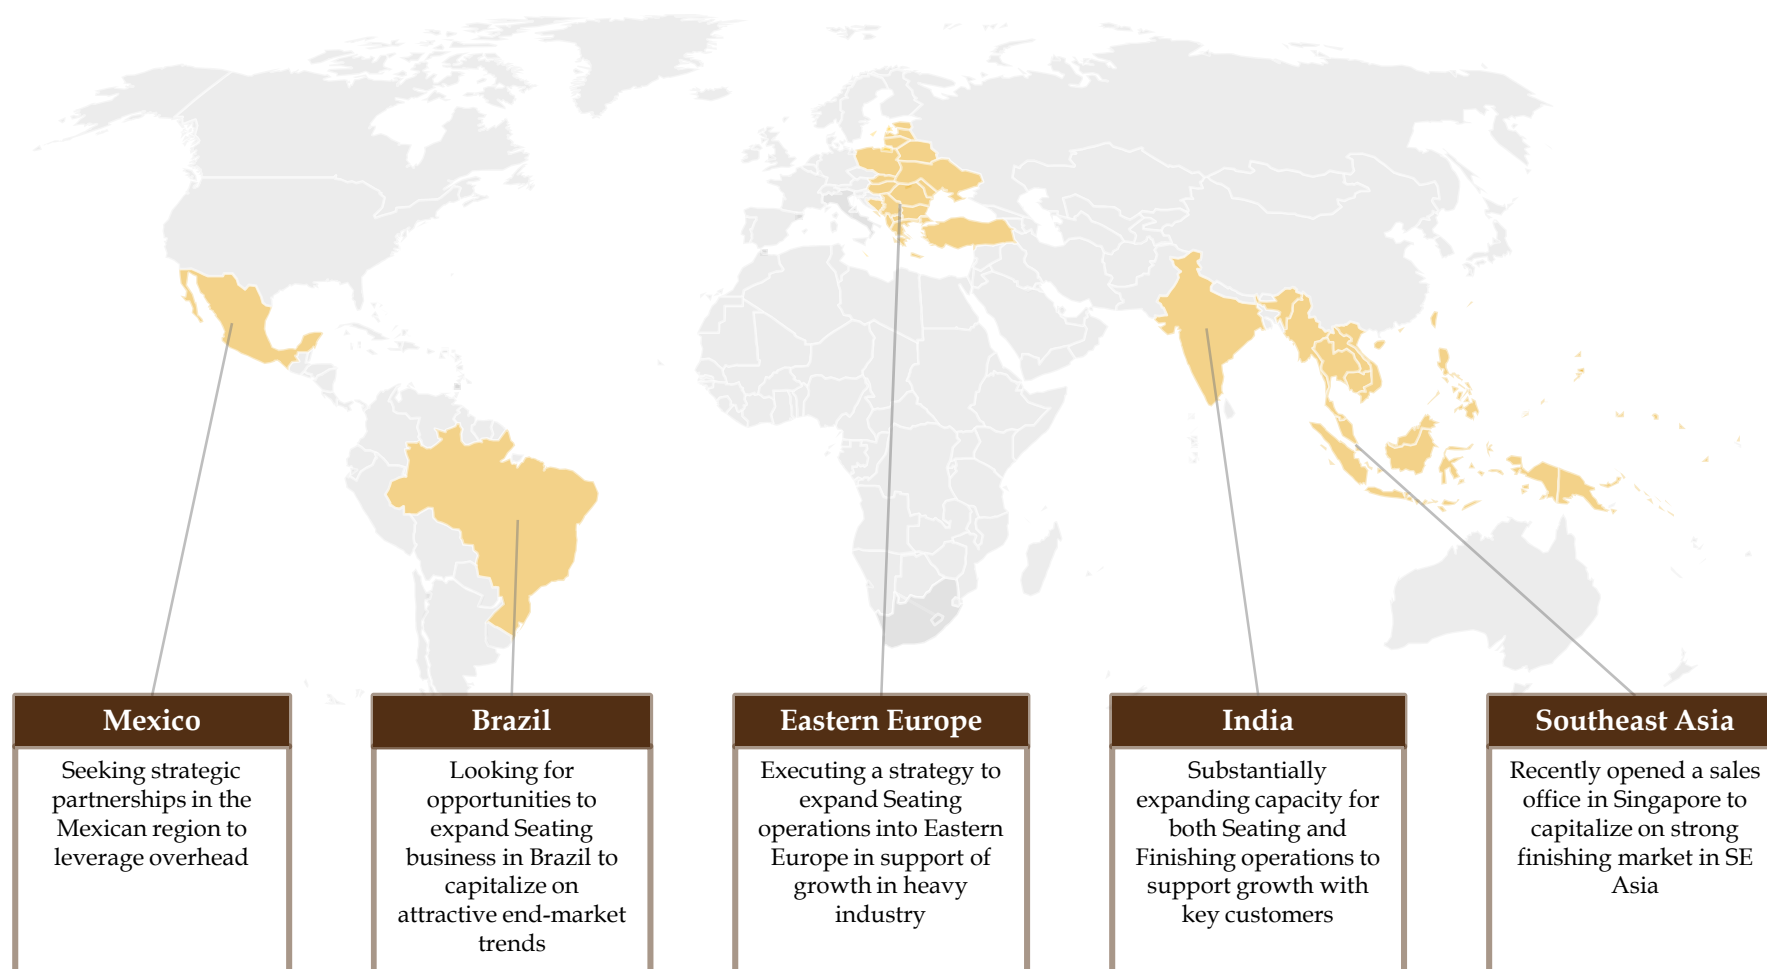 Mexico
Seeking strategic
partnerships in the
Mexican region to
leverage overhead
Brazil
Looking for
opportunities to
expand Seating
business in Brazil to
capitalize on
attractive end-market
trends
Eastern Europe
Executing a strategy to
expand Seating
operations into Eastern
Europe in support of
growth in heavy
industry
India
Substantially
expanding capacity for
both Seating and
Finishing operations to
support growth with
key customers
Southeast Asia
Recently opened a sales
office in Singapore to
capitalize on strong
finishing market in SE
Asia